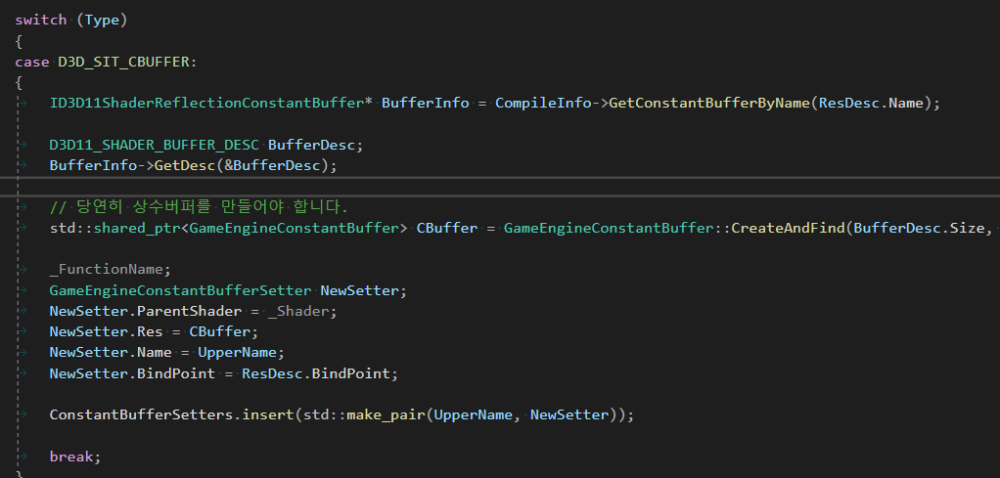 switch (Type)
{
case D3D_SIT_CBUFFER:
{
ID3D11ShaderReflectionConstantBuffer* BufferInfo = CompileInfo->GetConstantBufferByName(ResDesc.Name);
D3D11_SHADER_BUFFER_DESC BufferDesc;
BufferInfo->GetDesc(&BufferDesc);
// 당연히 상수버퍼를 만들어야 합니다.
std::shared_ptr<GameEngineConstantBuffer> CBuffer = GameEngineConstantBuffer::CreateAndFind(BufferDesc.Size,
_FunctionName;
GameEngineConstantBufferSetter NewSetter;
NewSetter.ParentShader = _Shader;
NewSetter.Res = CBuffer;
NewSetter.Name = UpperName;
NewSetter.BindPoint = ResDesc.BindPoint;
ConstantBufferSetters.insert(std::make_pair(UpperName, NewSetter));
break;
}